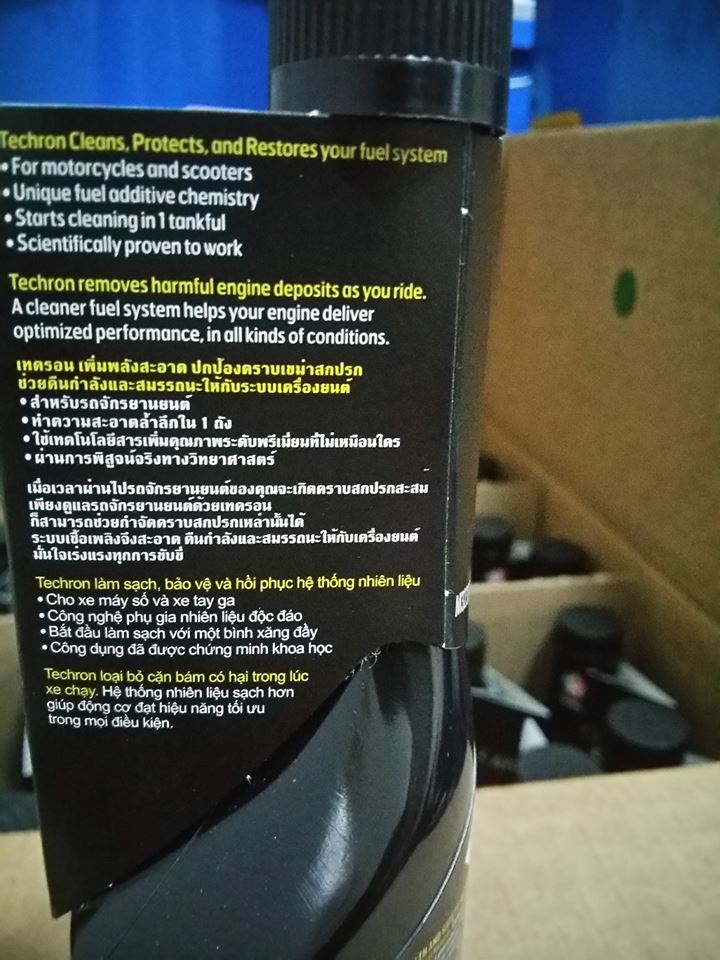 Techron Cleans, Protects, and Restores your fuel system
• For motorcycles and scooters
• Unique fuel additive chemistry
• Starts cleaning in 1 tankful
• Scientifically proven to work
Techron removes harmful engine deposits as you ride.
A cleaner fuel system helps your engine deliver
optimized performance, in all kinds of conditions.
เทครอน เพิ่มพลังสะอาด ปกป้องคราบเขม่าสกปรก
ช่วยคืนกำลังและสมรรถนะให้กับระบบเครื่องยนต์
• สำหรับรถจักรยานยนต์
• ทำความสะอาดล้ำลึกใน 1 ถัง
• ใช้เทคโนโลยีสารเพิ่มคุณภาพระดับพรีเมี่ยมที่ไม่เหมือนใคร
• ผ่านการพิสูจน์จริงทางวิทยาศาสตร์
เมื่อเวลาผ่านไปรถจักรยานยนต์ของคุณจะเกิดคราบสกปรกสะสม
เพียงดูแลรถจักรยานยนต์ด้วยเทครอน
ก็สามารถช่วยกำจัดคราบสกปรกเหล่านั้นได้
ระบบเชื้อเพลิงจึงสะอาด คืนกำลังและสมรรถนะให้กับเครื่องยนต์
มั่นใจเร่งแรงทุกการขับขี่
Techron làm sạch, bảo vệ và hồi phục hệ thống nhiên liệu
• Cho xe máy số và xe tay ga
• Công nghệ phụ gia nhiên liệu độc đáo
• Bắt đầu làm sạch với một bình xăng đầy
• Công dụng đã được chứng minh khoa học
Techron loại bỏ cặn bám có hại trong lúc
xe chạy. Hệ thống nhiên liệu sạch hơn
giúp động cơ đạt hiệu năng tối ưu
trong mọi điều kiện.